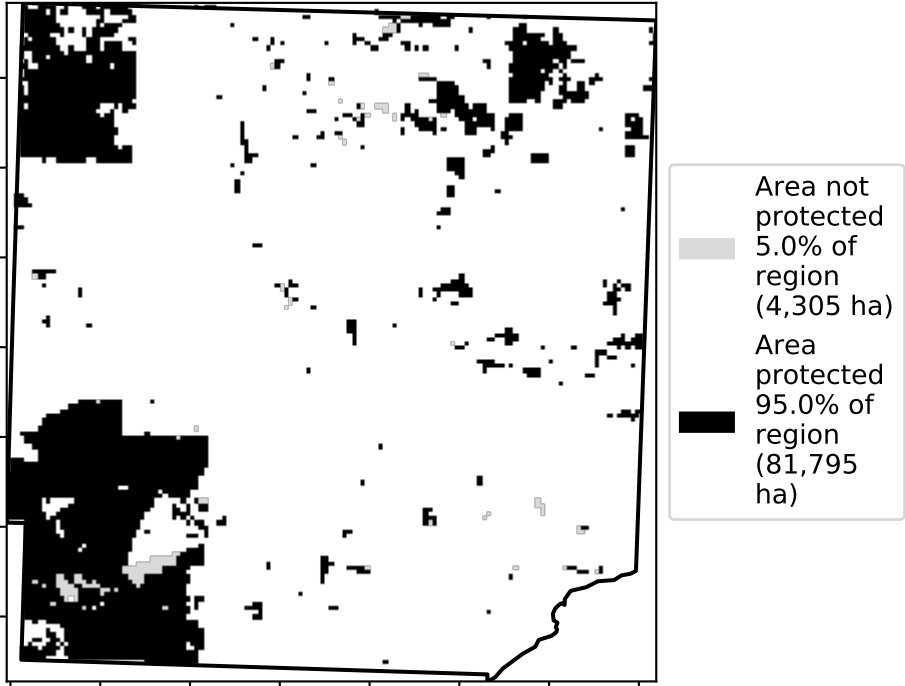 Area not
protected
5.0% of
region
(4,305 ha)
Area
protected
95.0% of
region
(81,795
ha)